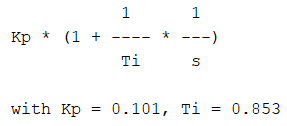 1      1
Kp * (1 + ---- * ---)
             Ti     s

with Kp = 0.101, Ti = 0.853